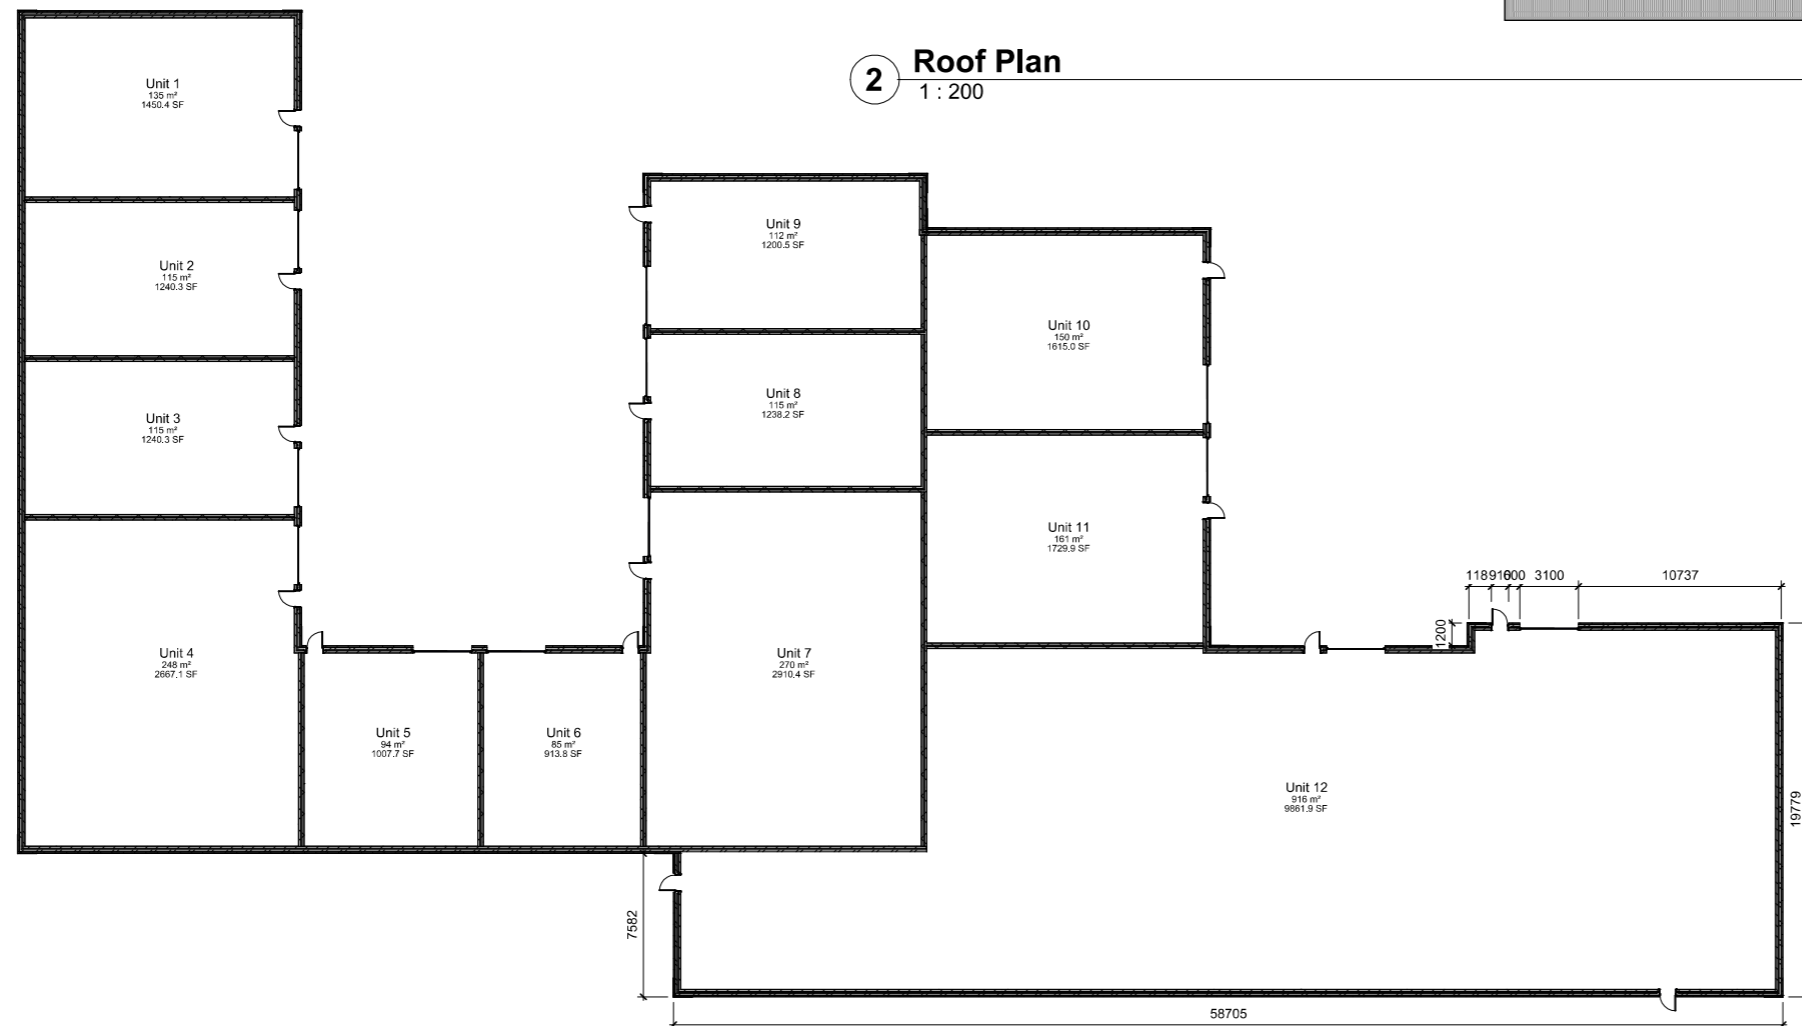 2 Roof Plan
1 : 200
Unit 1
135 m²
1450.4 SF
Unit 2
115 m²
1240.3 SF
Unit 3
115 m²
1240.3 SF
Unit 4
248 m²
2667.1 SF
Unit 5
94 m²
1007.7 SF
Unit 6
85 m²
913.8 SF
Unit 9
112 m²
1200.5 SF
Unit 8
115 m²
1238.2 SF
Unit 7
270 m²
2910.4 SF
Unit 10
150 m²
1615.0 SF
Unit 11
161 m²
1729.9 SF
3100
10737
1200
Unit 12
916 m²
9861.9 SF
19779
7582
58705